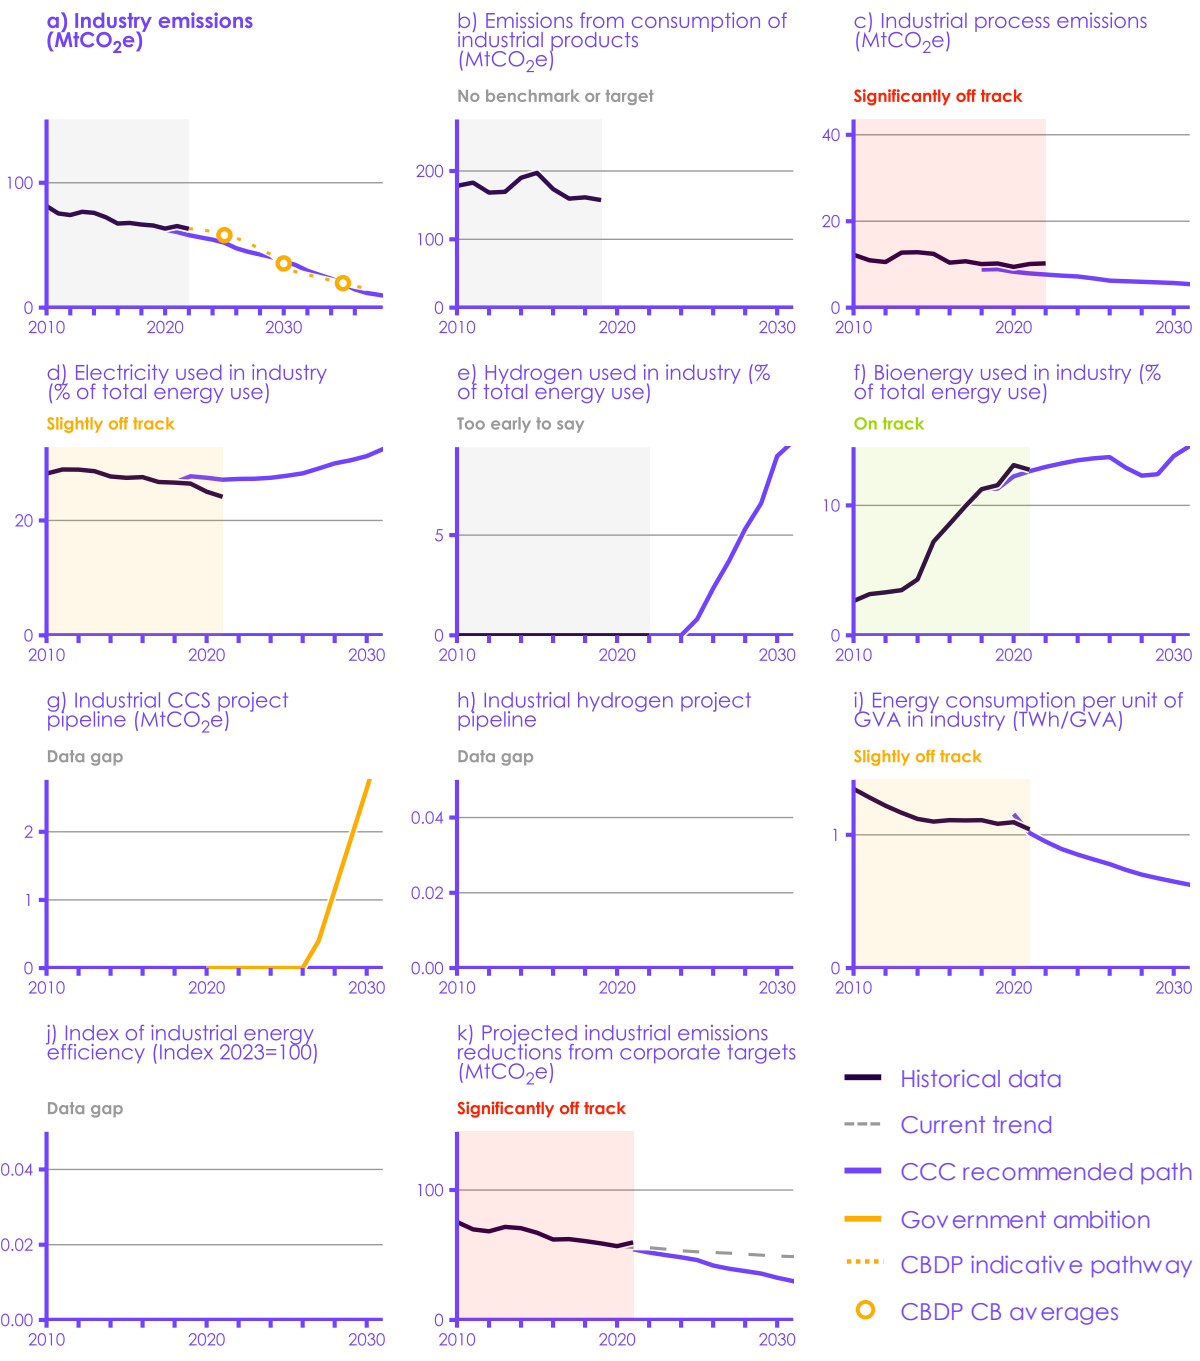 a) Industry emissions
(MtCO2e)
100
0
2010
2020
2030
b) Emissions from consumption of
industrial products
(MtCO2e)
No benchmark or target
200
100
0
2010
2020
2030
c) Industrial process emissions
(MtCO2e)
Significantly off track
40
20
0
2010
2020
2030
d) Electricity used in industry
(% of total energy use)
Slightly off track
20
0
2010
2020
2030
e) Hydrogen used in industry (%
of total energy use)
Too early to say
5
0
2010
2020
2030
f) Bioenergy used in industry (%
of total energy use)
On track
10
0
2010
2020
2030
g) Industrial CCS project
pipeline (MtCO2e)
Data gap
2
1
0
2010
2020
2030
h) Industrial hydrogen project
pipeline
Data gap
0.04
0.02
0.00
2010
2020
2030
i) Energy consumption per unit of
GVA in industry (TWh/GVA)
Slightly off track
1
0
2010
2020
2030
j) Index of industrial energy
efficiency (Index 2023=100)
Data gap
0.04
0.02
0.00
2010
2020
2030
k) Projected industrial emissions
reductions from corporate targets
(MtCO2e)
Significantly off track
100
0
2010
2020
2030
Historical data
Current trend
CCC recommended path
Government ambition
CBDP indicative pathway
CBDP CB averages